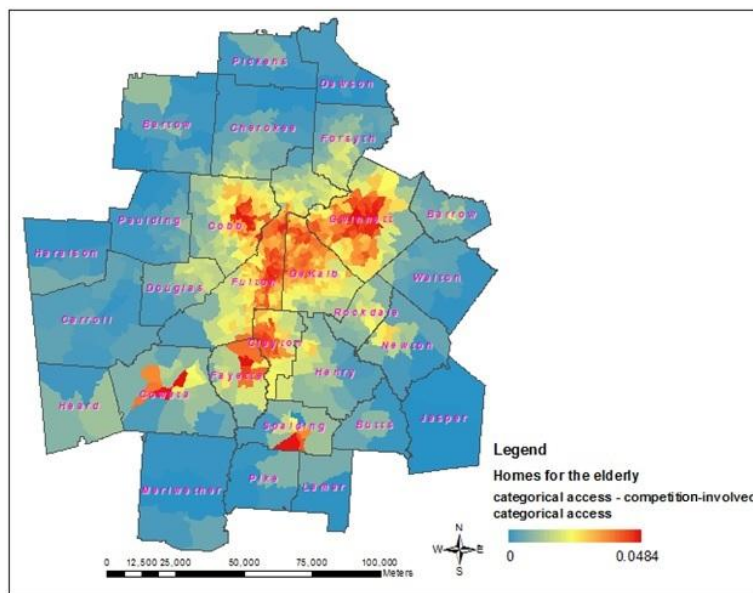 Pickens
Dawson
Bartow
Cherokee
Forsyth
Paulding
Cobb
Gwinnett
Barrow
Haralson
Douglas
Fulton
DeKalb
Walton
Carroll
Rockdale
Clayton
Newton
Heard
Coweta
Fayette
Henry
Spalding
Butts
Jasper
Meriwether
Pike
Lamar
Legend
Homes for the elderly
categorical access - competition-involved
categorical access
0 0.0484
N
W E
S
0 12,500 25,000 50,000 75,000 100,000
Meters